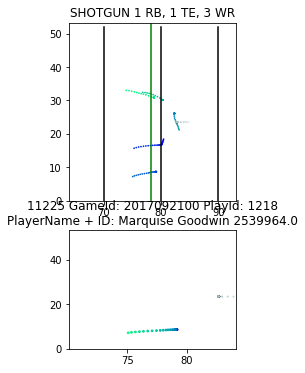 SHOTGUN 1 RB, 1 TE, 3 WR
50
40
30
20
10
0
70 80 90
11225 GameId: 2017092100 PlayId: 1218
PlayerName + ID: Marquise Goodwin 2539964.0
40
20
0
75 80